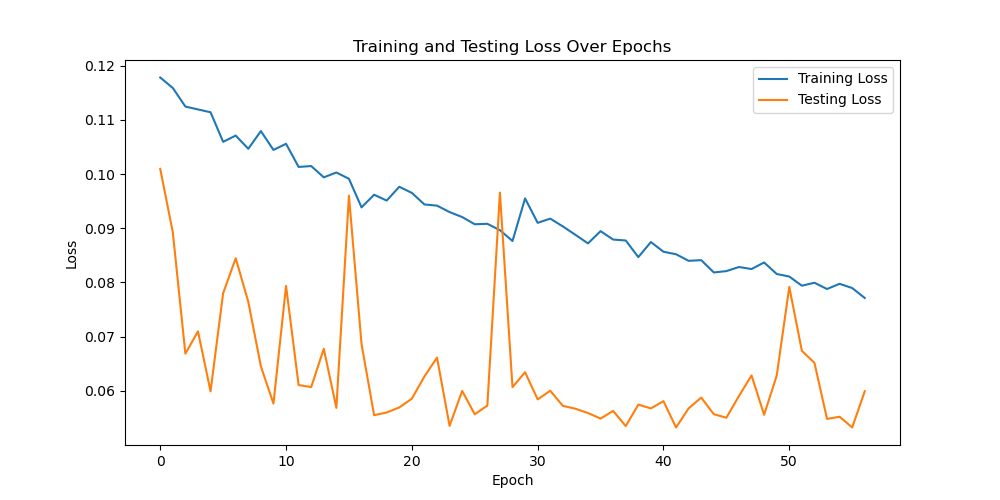 Training and Testing Loss Over Epochs
Training Loss
Testing Loss
0.12
0.11
0.10
0.09
0.08
0.07
0.06
Loss
0 10 20 30 40 50
Epoch